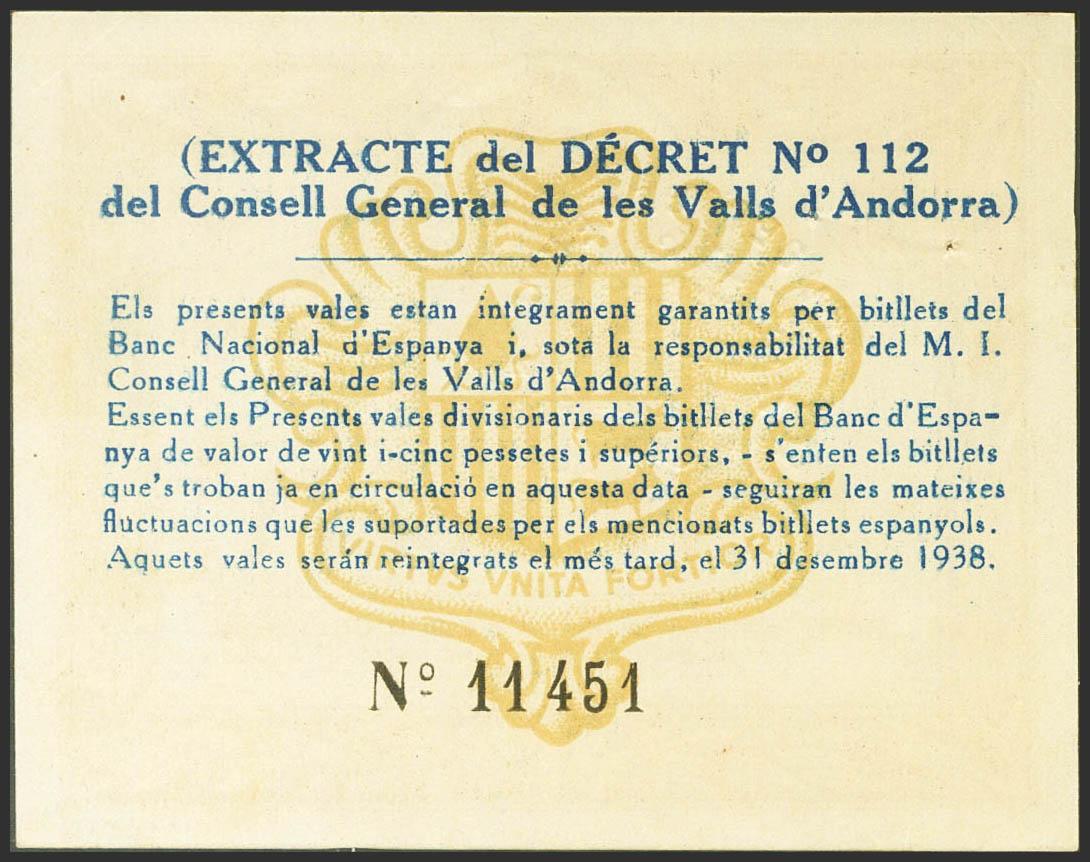 (EXTRACTE del DÉCRET Nº 112
del Consell General de les Valls d'Andorra)
Els presents vales estan integrament garantits per bitllets del
Banc Nacional d'Espanya i, sota la responsabilitat del M. I.
Consell General de les Valls d'Andorra.
Essent els Presents vales divisionaris dels bitllets del Banc d'Espa-
nya de valor de vint i-cinc pessetes i supériors, - s'enten els bitllets
que's troban ja en circulació en aquesta data - seguiran les mateixes
fluctuacions que les suportades per els mencionats bitllets espanyols.
Aquets vales serán reintegrats el més tard, el 31 desembre 1938.
VIRTVS VNITA FORTIOR
Nº 11451